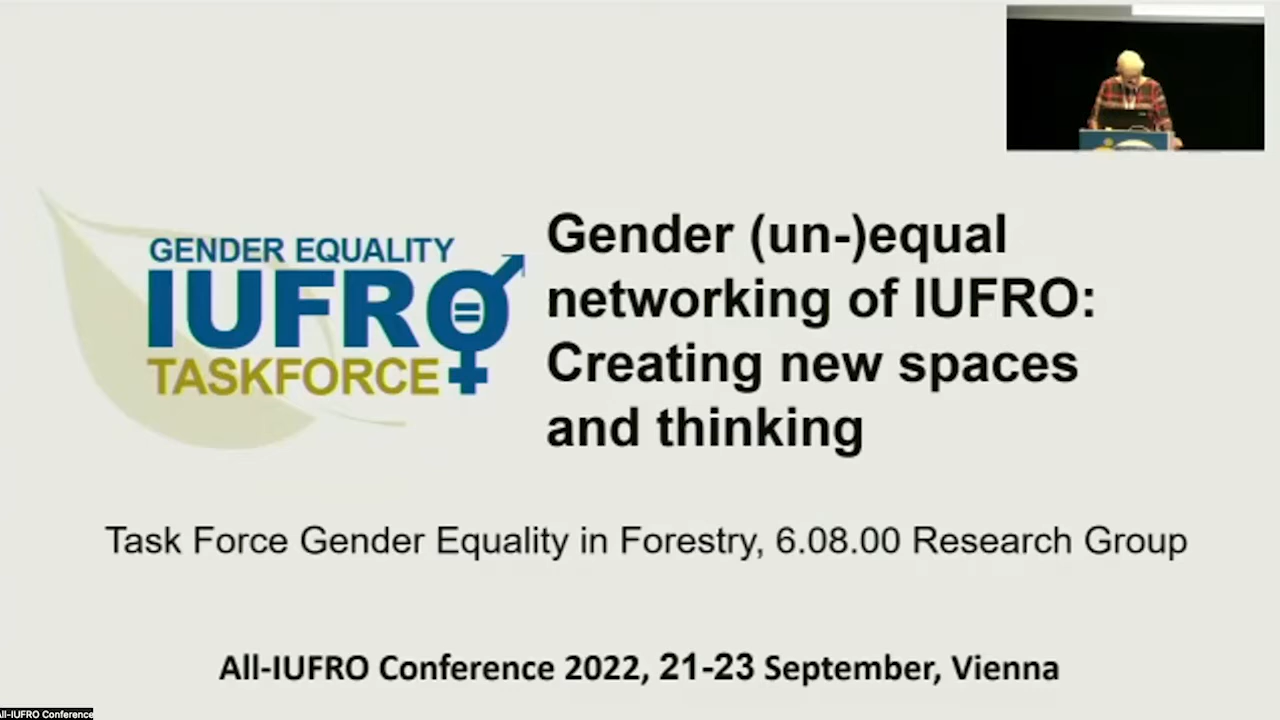 GENDER EQUALITY
IUFRO
TASKFORCE
Gender (un-)equal
networking of IUFRO:
Creating new spaces
and thinking
Task Force Gender Equality in Forestry, 6.08.00 Research Group
All-IUFRO Conference 2022, 21-23 September, Vienna
All-IUFRO Conference